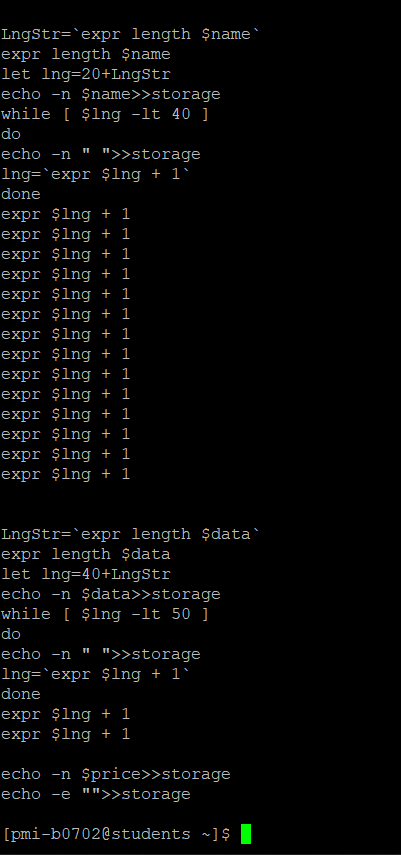 LngStr=`expr length $name`
expr length $name
let lng=20+LngStr
echo -n $name>>storage
while [ $lng -lt 40 ]
do
echo -n " ">>storage
lng=`expr $lng + 1`
done
expr $lng + 1
expr $lng + 1
expr $lng + 1
expr $lng + 1
expr $lng + 1
expr $lng + 1
expr $lng + 1
expr $lng + 1
expr $lng + 1
expr $lng + 1
expr $lng + 1
expr $lng + 1
expr $lng + 1
expr $lng + 1
LngStr=`expr length $data`
expr length $data
let lng=40+LngStr
echo -n $data>>storage
while [ $lng -lt 50 ]
do
echo -n " ">>storage
lng=`expr $lng + 1`
done
expr $lng + 1
expr $lng + 1
echo -n $price>>storage
echo -e "">>storage
[pmi-b0702@students ~]$